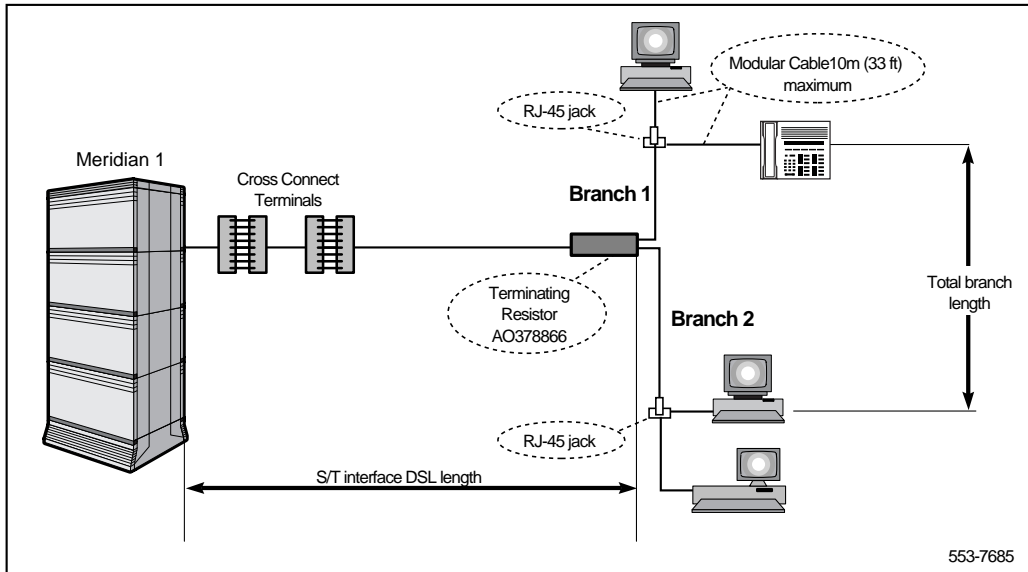 Modular Cable10m (33 ft)
maximum
RJ-45 jack
Meridian 1
Cross Connect
Terminals
Branch 1
Terminating
Resistor
AO378866
Branch 2
Total branch
length
RJ-45 jack
S/T interface DSL length
553-7685